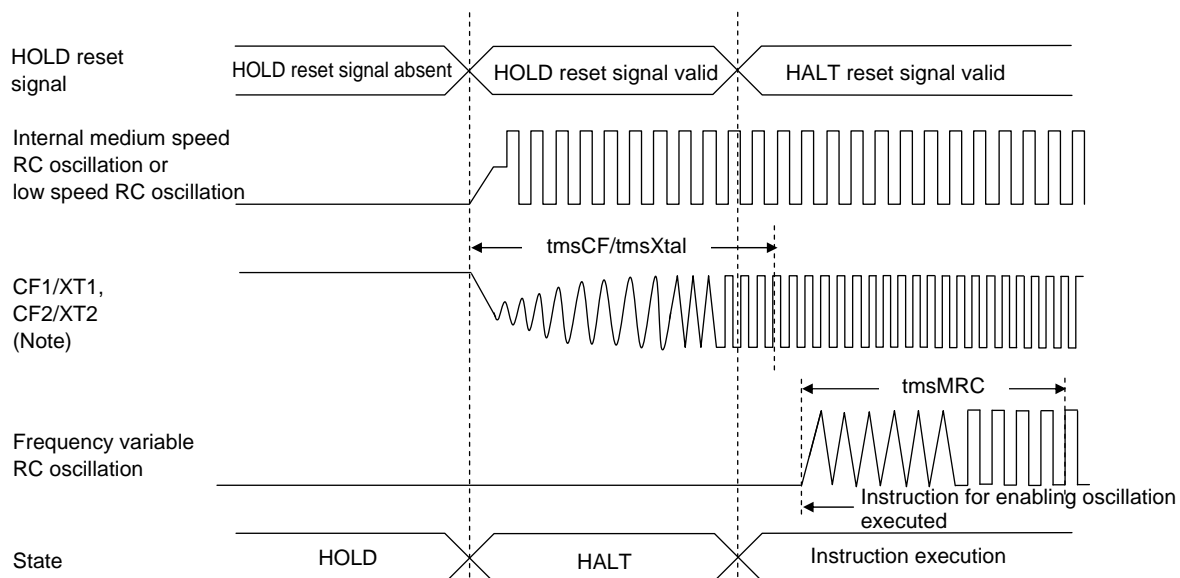 HOLD reset
signal
HOLD reset signal absent
HOLD reset signal valid
HALT reset signal valid
Internal medium speed
RC oscillation or
low speed RC oscillation
tmsCF/tmsXtal
CF1/XT1,
CF2/XT2
(Note)
tmsMRC
Frequency variable
RC oscillation
Instruction for enabling oscillation
executed
State
HOLD
HALT
Instruction execution